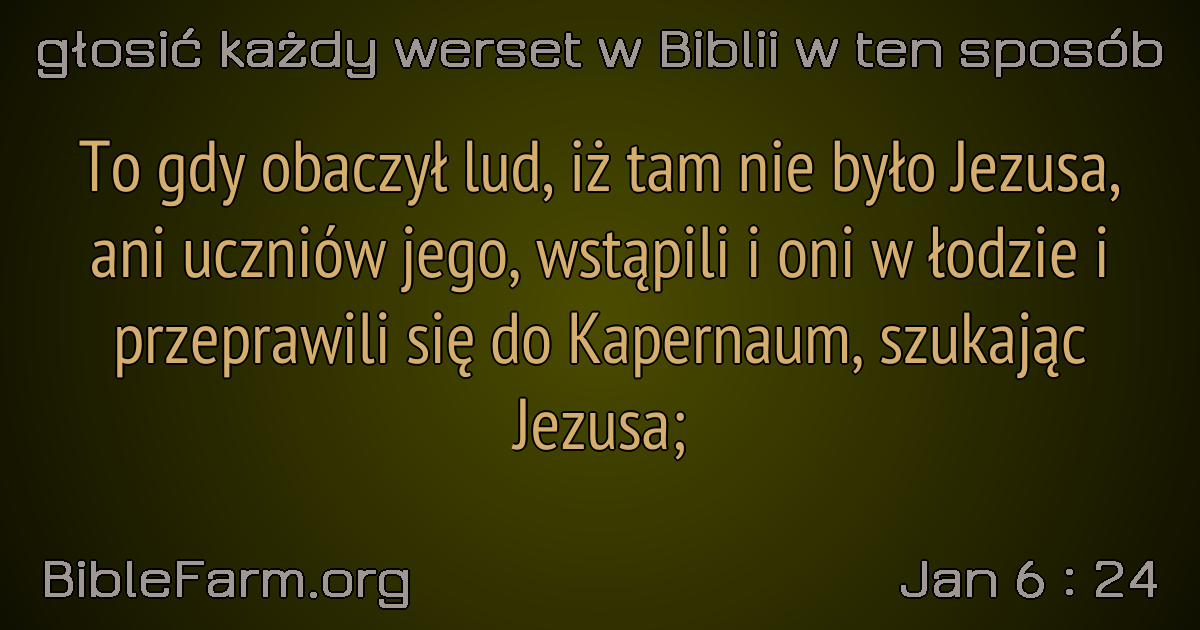 głosić każdy werset w Biblii w ten sposób
To gdy obaczył lud, iż tam nie było Jezusa,
ani uczniów jego, wstąpili i oni w łodzie i
przeprawili się do Kapernaum, szukając
Jezusa;
BibleFarm.org
Jan 6 : 24